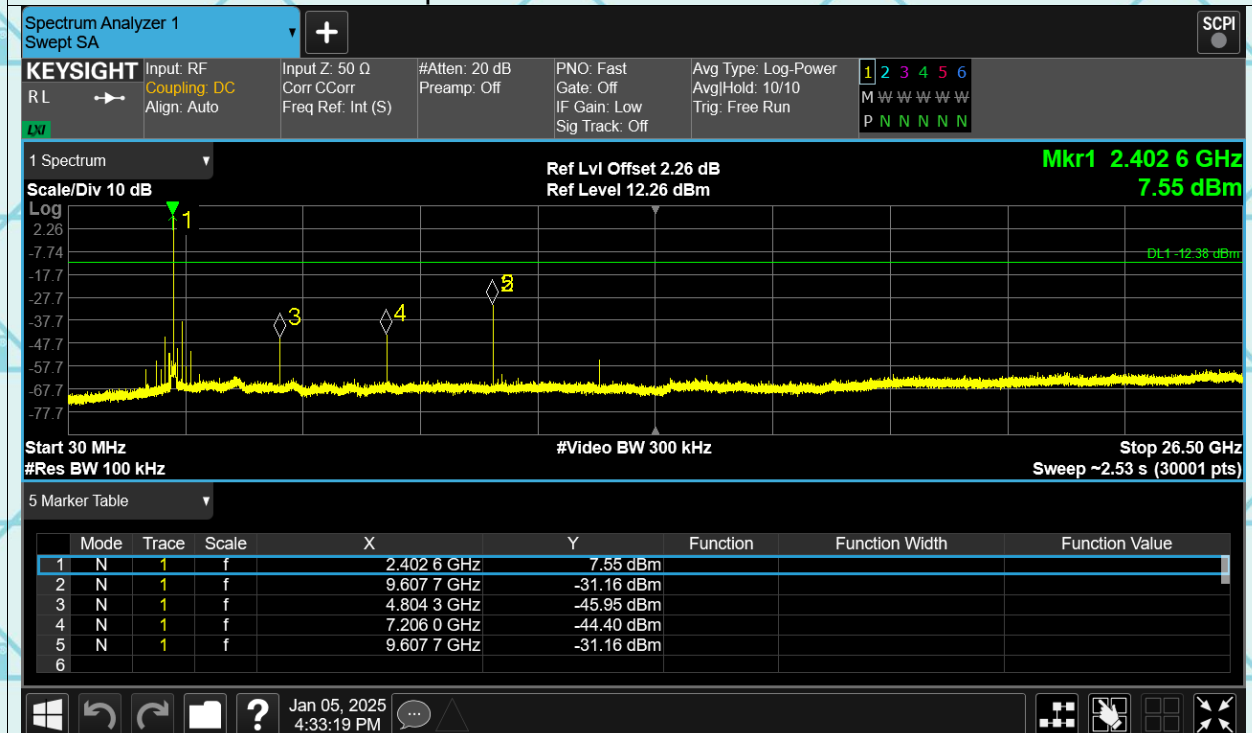 Spectrum Analyzer 1
Swept SA
+
SCPI
KEYSIGHT
RL
LXI
Input: RF
Coupling: DC
Align: Auto
Input Z: 50 Ω
Corr CCorr
Freq Ref: Int (S)
#Atten: 20 dB
Preamp: Off
PNO: Fast
Gate: Off
IF Gain: Low
Sig Track: Off
Avg Type: Log-Power
Avg|Hold: 10/10
Trig: Free Run
1 2 3 4 5 6
M W W W W W
P N N N N N
1 Spectrum
Scale/Div 10 dB
Ref Lvl Offset 2.26 dB
Ref Level 12.26 dBm
Mkr1 2.402 6 GHz
7.55 dBm
Log
2.26
-7.74
-17.7
-27.7
-37.7
-47.7
-57.7
-67.7
-77.7
1
3
4
DL1 -12.38 dBm
Start 30 MHz
#Res BW 100 kHz
#Video BW 300 kHz
Stop 26.50 GHz
Sweep ~2.53 s (30001 pts)
5 Marker Table
Mode Trace Scale X Y Function Function Width Function Value
1 N 1 f 2.402 6 GHz 7.55 dBm
2 N 1 f 9.607 7 GHz -31.16 dBm
3 N 1 f 4.804 3 GHz -45.95 dBm
4 N 1 f 7.206 0 GHz -44.40 dBm
5 N 1 f 9.607 7 GHz -31.16 dBm
6
?
Jan 05, 2025
4:33:19 PM